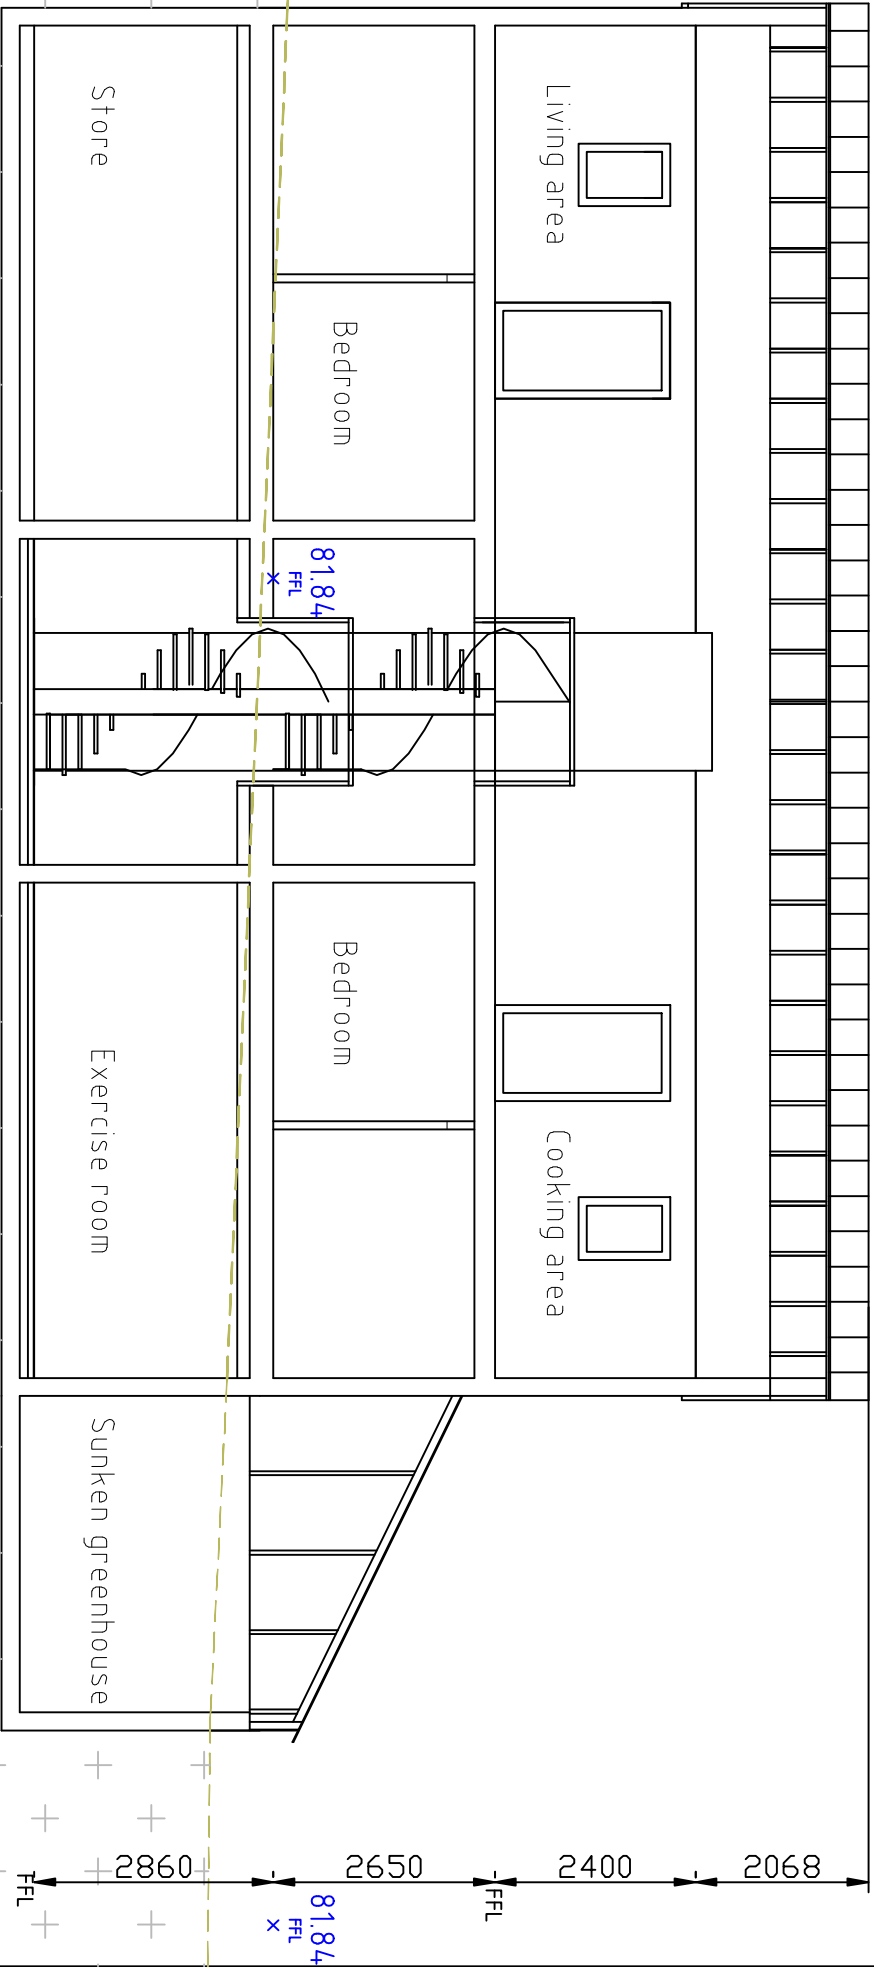 Living area
Cooking area
Bedroom
Bedroom
81.84
FFL
Store
Exercise room
Sunken greenhouse
2068
2400
FFL
2650
81.84
FFL
2860
FFL